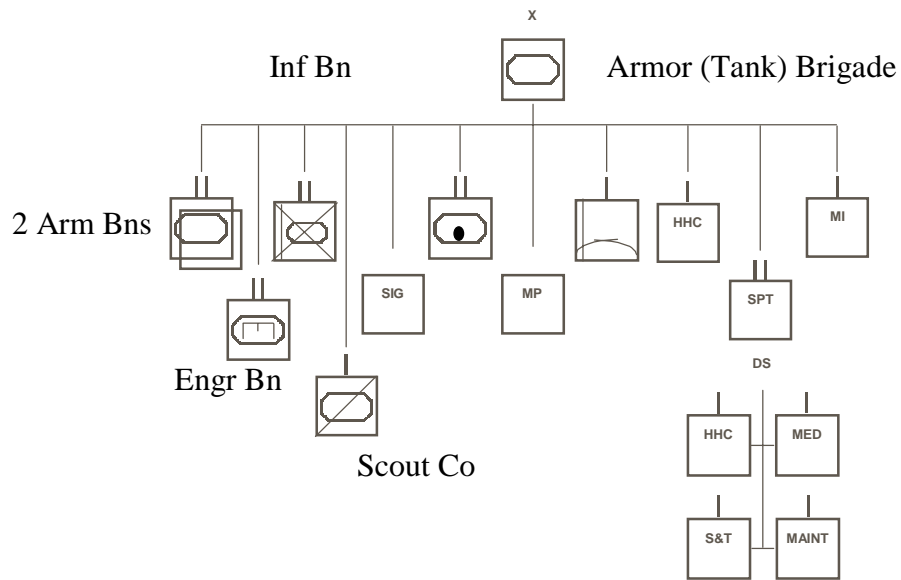 X
Inf Bn
Armor (Tank) Brigade
2 Arm Bns
HHC
MI
SIG
MP
SPT
Engr Bn
DS
Scout Co
HHC
MED
S&T
MAINT